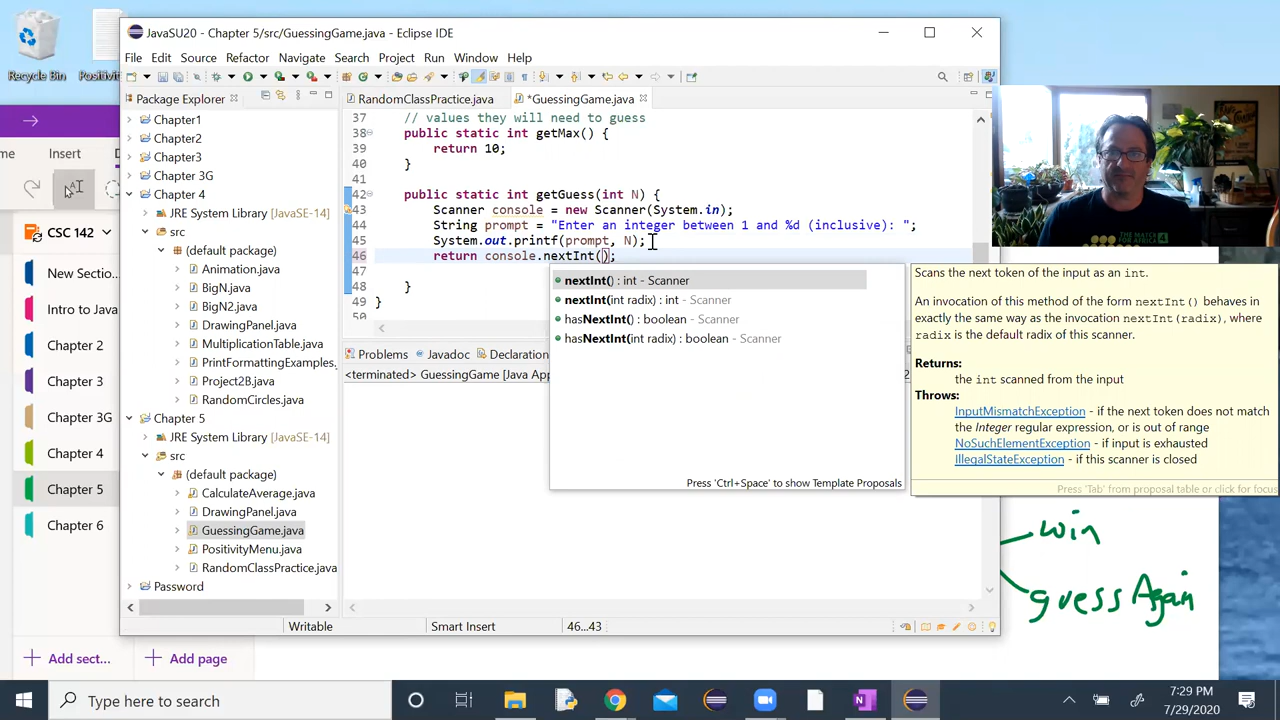 Recycle Bin
Positivit
JavaSU20 - Chapter 5/src/GuessingGame.java - Eclipse IDE
File Edit Source Refactor Navigate Search Project Run Window Help
Package Explorer
RandomClassPractice.java
*GuessingGame.java
Chapter1
Chapter2
Chapter3
Chapter 3G
Chapter 4
JRE System Library [JavaSE-14]
src
(default package)
Animation.java
BigN.java
BigN2.java
DrawingPanel.java
MultiplicationTable.java
PrintFormattingExamples.
Project2B.java
RandomCircles.java
Chapter 5
JRE System Library [JavaSE-14]
src
(default package)
CalculateAverage.java
DrawingPanel.java
GuessingGame.java
PositivityMenu.java
RandomClassPractice.java
Password
37 // values they will need to guess
38 public static int getMax() {
39 return 10;
40 }
41
42 public static int getGuess(int N) {
43 Scanner console = new Scanner(System.in);
44 String prompt = "Enter an integer between 1 and %d (inclusive): ";
45 System.out.printf(prompt, N);
46 return console.nextInt();
47
48 }
49 }
50
nextInt() : int - Scanner
nextInt(int radix) : int - Scanner
hasNextInt() : boolean - Scanner
hasNextInt(int radix) : boolean - Scanner
Press 'Ctrl+Space' to show Template Proposals
Scans the next token of the input as an int.
An invocation of this method of the form nextInt() behaves in
exactly the same way as the invocation nextInt(radix), where
radix is the default radix of this scanner.
Returns:
the int scanned from the input
Throws:
InputMismatchException - if the next token does not match
the Integer regular expression, or is out of range
NoSuchElementException - if input is exhausted
IllegalStateException - if this scanner is closed
Press 'Tab' from proposal table or click for focus
Problems Javadoc Declaration
<terminated> GuessingGame [Java App
Writable Smart Insert 46:43
me Insert D
CSC 142
New Section
Intro to Java
Chapter 2
Chapter 3
Chapter 3G
Chapter 4
Chapter 5
Chapter 6
Add sect...
Add page
win
guess Again
Type here to search
7:29 PM
7/29/2020